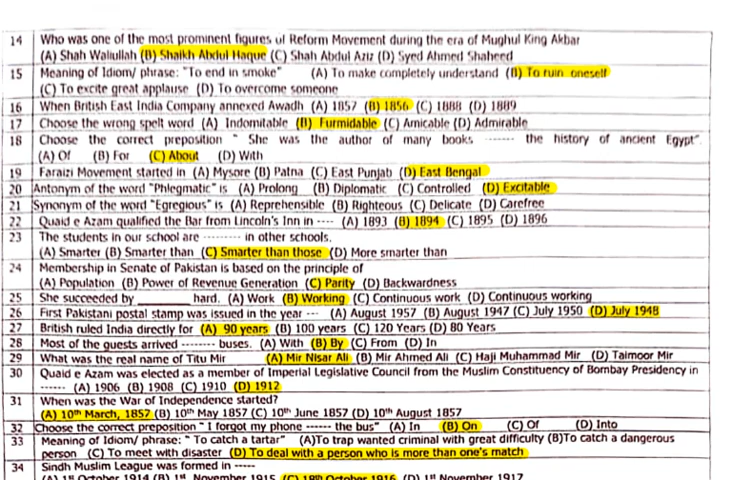 14 Who was one of the most prominent figures of Reform Movement during the era of Mughul King Akbar
(A) Shah Waliullah (B) Shaikh Abdul Haque (C) Shah Abdul Aziz (D) Syed Ahmed Shaheed
15 Meaning of Idiom/ phrase: "To end in smoke" (A) To make completely understand (B) To ruin oneself
(C) To excite great applause (D) To overcome someone
16 When British East India Company annexed Awadh (A) 1857 (B) 1856 (C) 1888 (D) 1889
17 Choose the wrong spelt word (A) Indomitable (B) Furmidable (C) Amicable (D) Admirable
18 Choose the correct preposition " She was the author of many books ------- the history of ancient Egypt".
(A) Of (B) For (C) About (D) With
19 Faraizi Movement started in (A) Mysore (B) Patna (C) East Punjab (D) East Bengal
20 Antonym of the word "Phlegmatic" is (A) Prolong (B) Diplomatic (C) Controlled (D) Excitable
21 Synonym of the word "Egregious" is (A) Reprehensible (B) Righteous (C) Delicate (D) Carefree
22 Quaid e Azam qualified the Bar from Lincoln's Inn in ---- (A) 1893 (B) 1894 (C) 1895 (D) 1896
23 The students in our school are --------- in other schools.
(A) Smarter (B) Smarter than (C) Smarter than those (D) More smarter than
24 Membership in Senate of Pakistan is based on the principle of
(A) Population (B) Power of Revenue Generation (C) Parity (D) Backwardness
25 She succeeded by ________ hard. (A) Work (B) Working (C) Continuous work (D) Continuous working
26 First Pakistani postal stamp was issued in the year --- (A) August 1957 (B) August 1947 (C) July 1950 (D) July 1948
27 British ruled India directly for (A) 90 years (B) 100 years (C) 120 Years (D) 80 Years
28 Most of the guests arrived -------- buses. (A) With (B) By (C) From (D) In
29 What was the real name of Titu Mir (A) Mir Nisar Ali (B) Mir Ahmed Ali (C) Haji Muhammad Mir (D) Taimoor Mir
30 Quaid e Azam was elected as a member of Imperial Legislative Council from the Muslim Constituency of Bombay Presidency in
------ (A) 1906 (B) 1908 (C) 1910 (D) 1912
31 When was the War of Independence started?
(A) 10th March, 1857 (B) 10th May 1857 (C) 10th June 1857 (D) 10th August 1857
32 Choose the correct preposition " I forgot my phone ------ the bus" (A) In (B) On (C) Of (D) Into
33 Meaning of Idiom/ phrase: " To catch a tartar" (A)To trap wanted criminal with great difficulty (B)To catch a dangerous
person (C) To meet with disaster (D) To deal with a person who is more than one's match
34 Sindh Muslim League was formed in -----
(A) 1st October 1914 (B) 1st November 1915 (C) 18th October 1916 (D) 1st November 1917